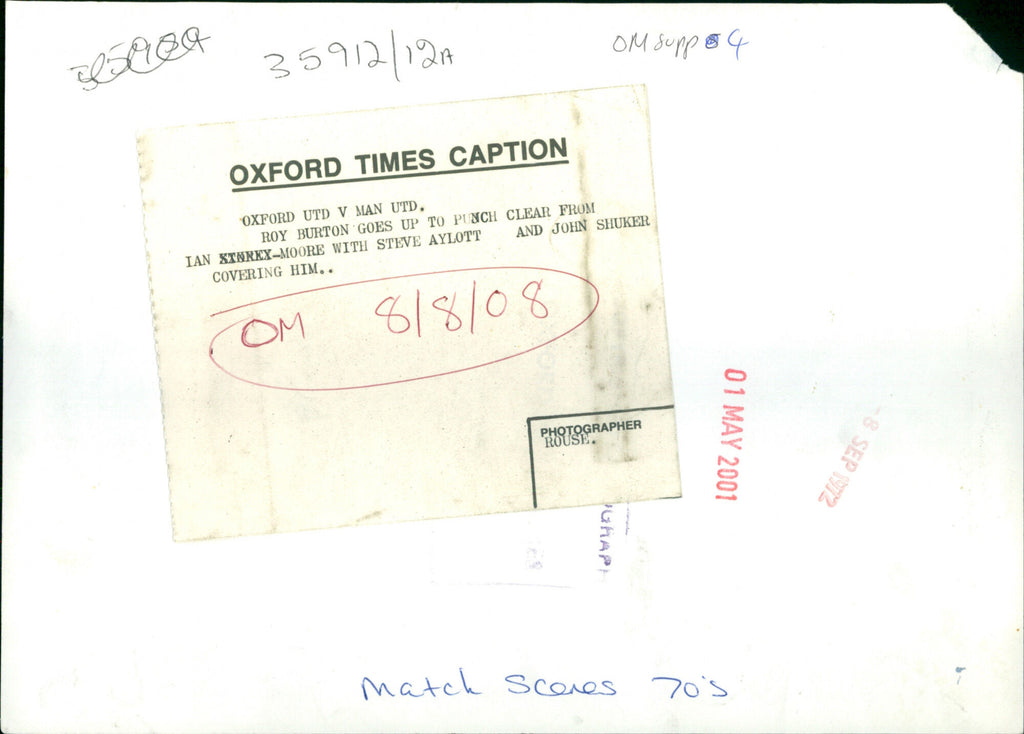 35912/12A
OM supp 4
OXFORD TIMES CAPTION
OXFORD UTD V MAN UTD.
ROY BURTON GOES UP TO PUNCH CLEAR FROM
IAN STOREY-MOORE WITH STEVE AYLOTT AND JOHN SHUKER
COVERING HIM..
OM 8/8/08
PHOTOGRAPHER
ROUSE.
01 MAY 2001
-8 SEP 1972
Match Scenes 70's